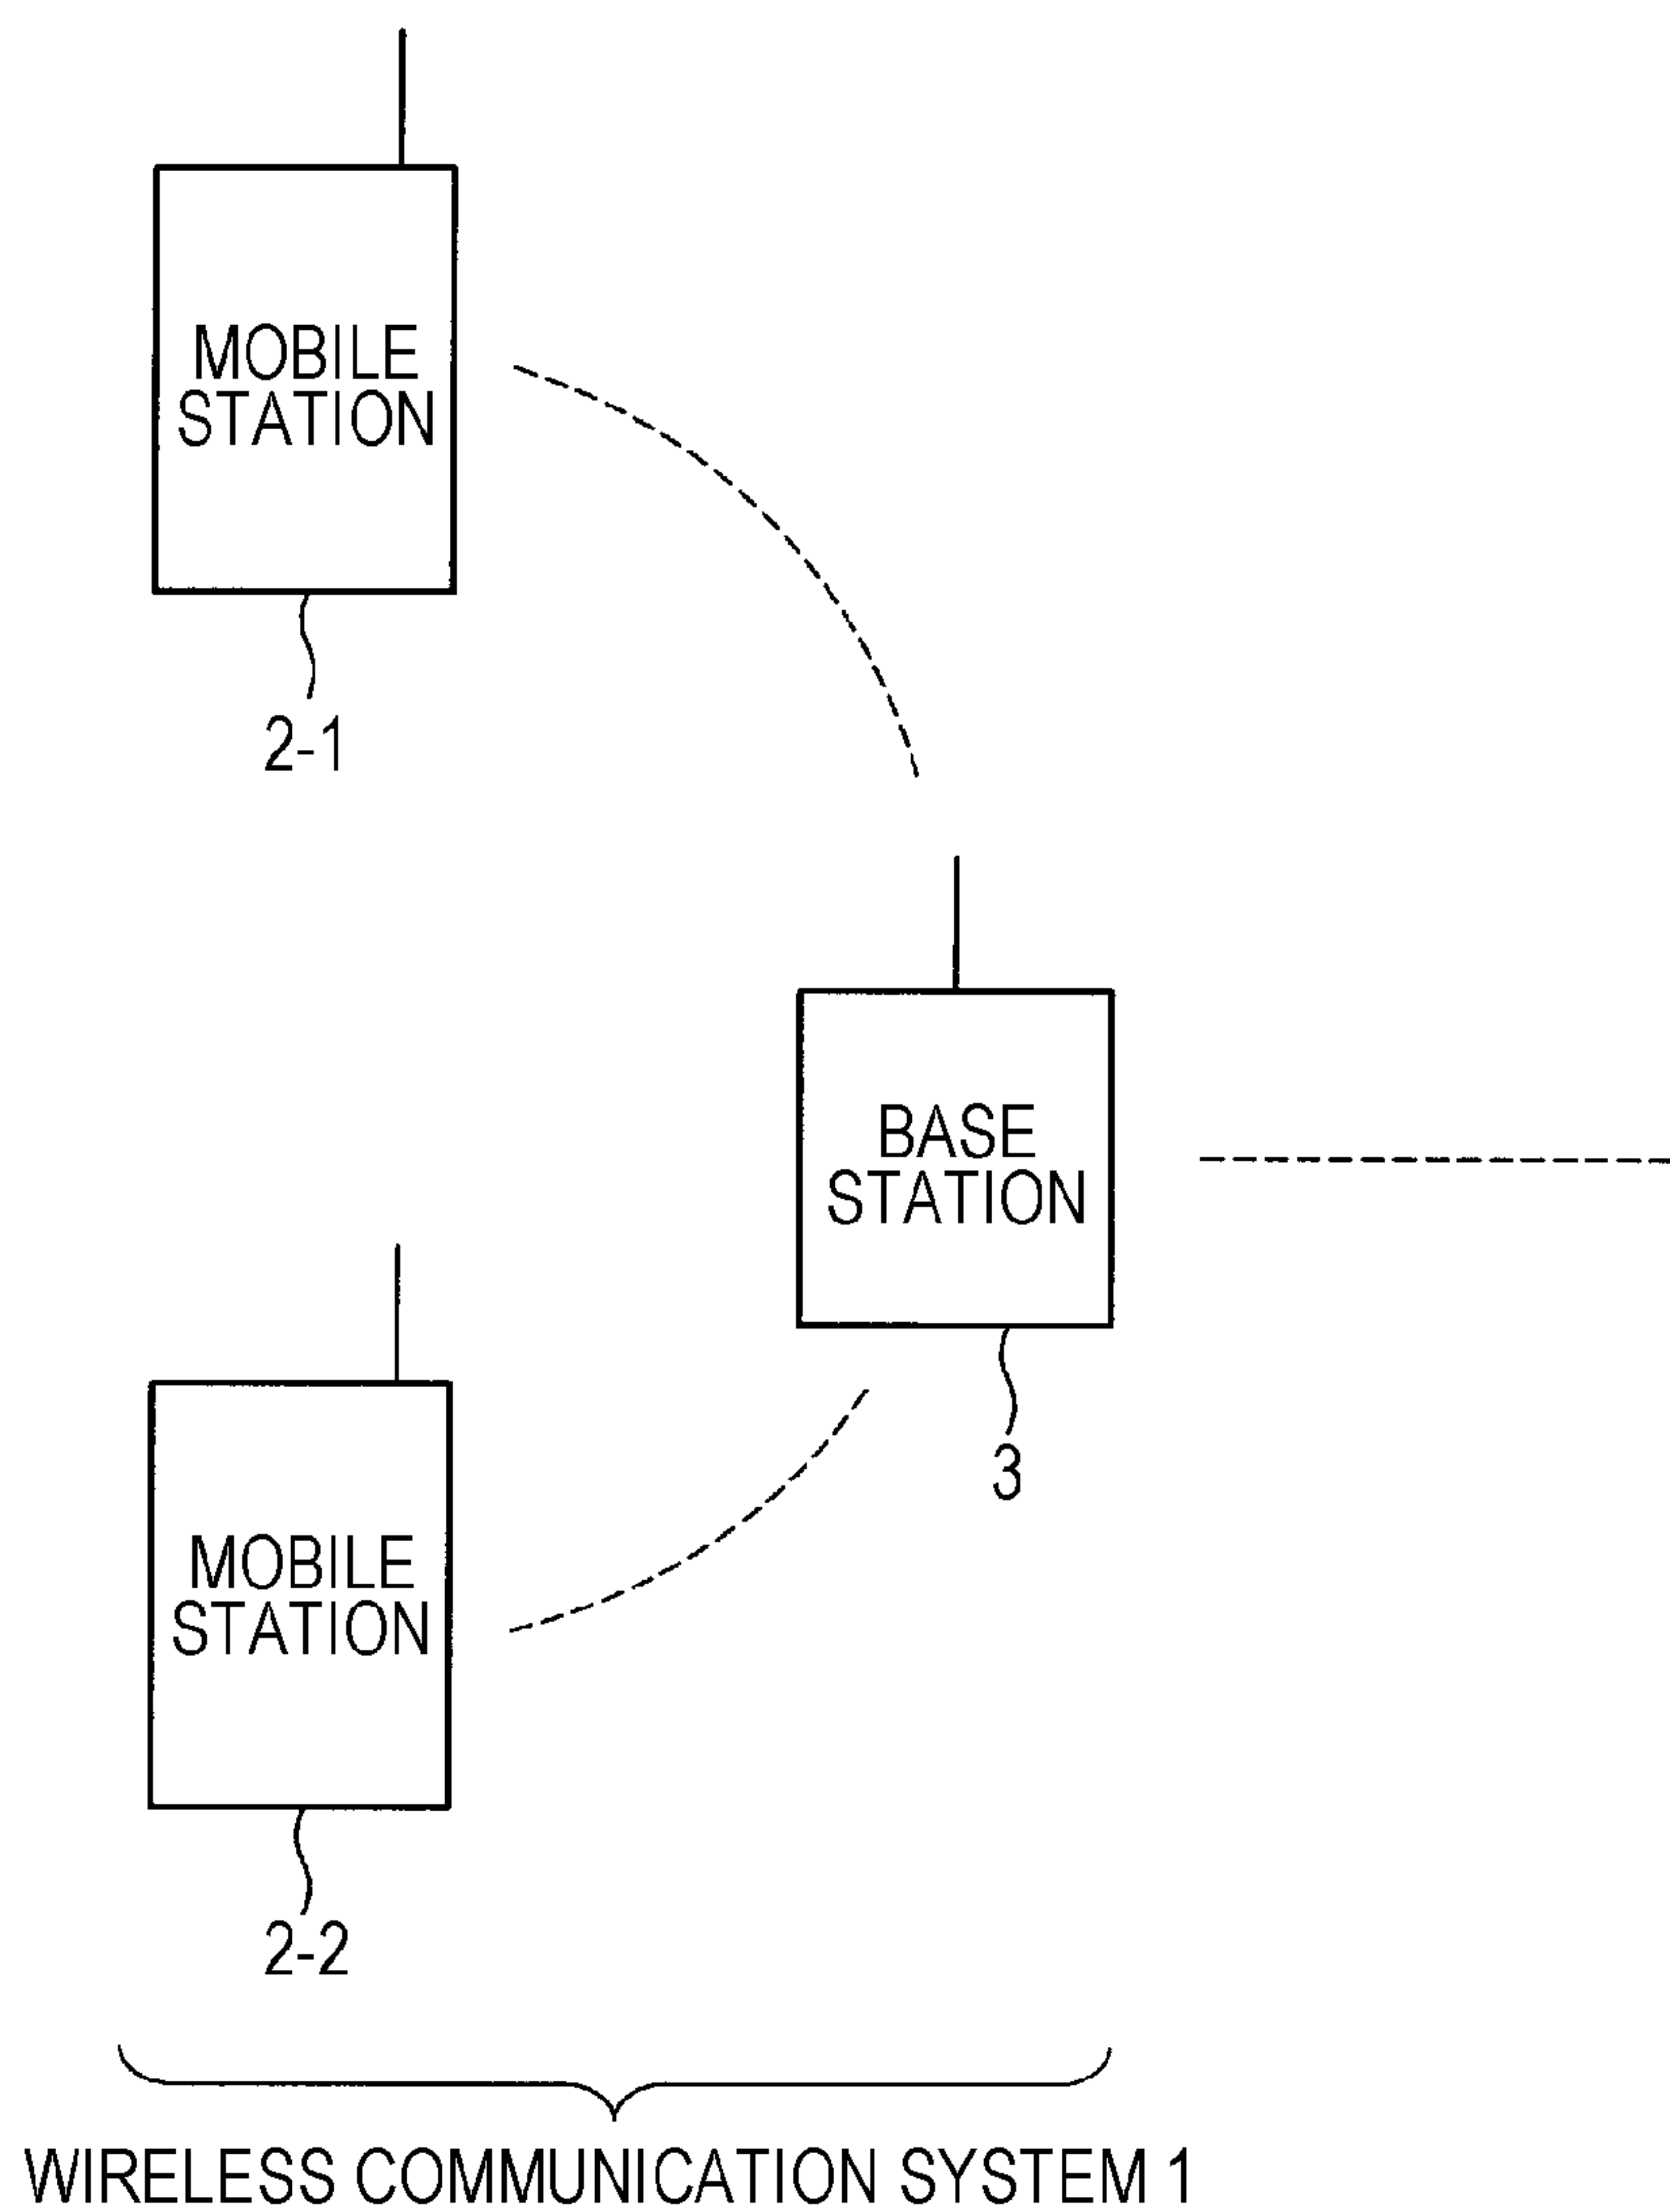 MOBILE
STATION
2-1
BASE
STATION
3
MOBILE
STATION
2-2
WIRELESS COMMUNICATION SYSTEM 1